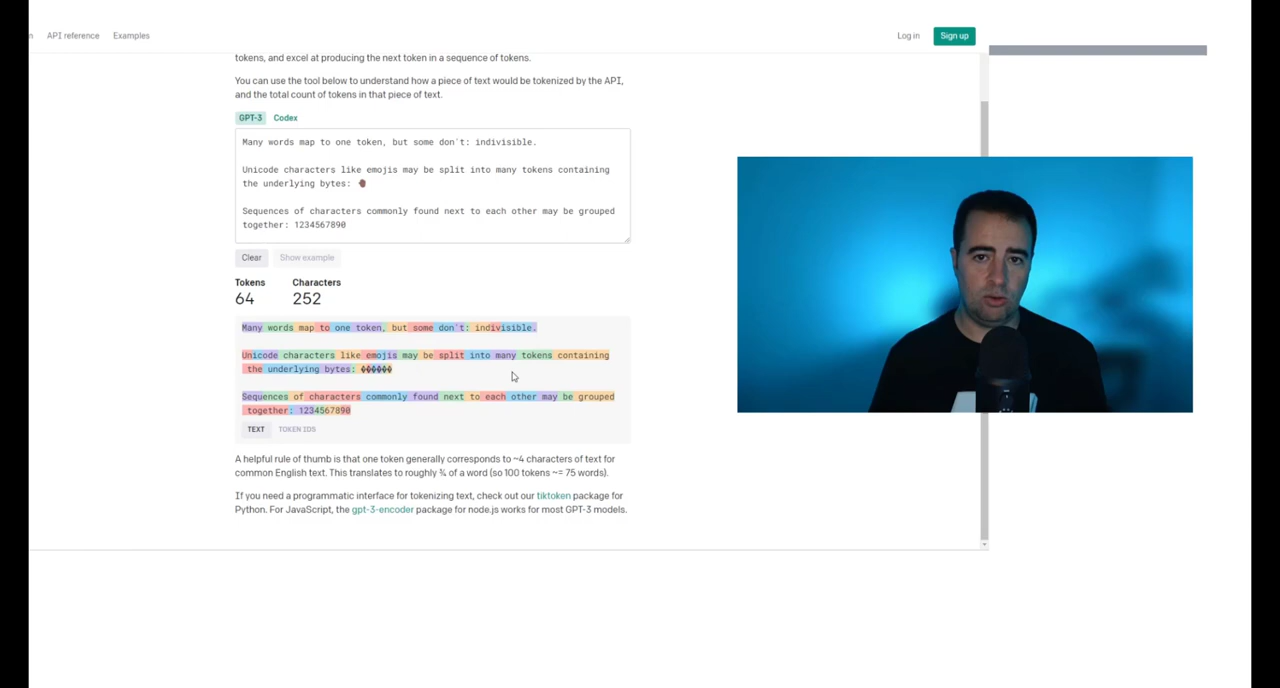 n API reference Examples Log in Sign up
tokens, and excel at producing the next token in a sequence of tokens.
You can use the tool below to understand how a piece of text would be tokenized by the API,
and the total count of tokens in that piece of text.
GPT-3 Codex
Many words map to one token, but some don't: indivisible.
Unicode characters like emojis may be split into many tokens containing
the underlying bytes: 🤚🏾
Sequences of characters commonly found next to each other may be grouped
together: 1234567890
Clear Show example
Tokens Characters
64 252
Many words map to one token, but some don't: indivisible.
Unicode characters like emojis may be split into many tokens containing
the underlying bytes: ������
Sequences of characters commonly found next to each other may be grouped
together: 1234567890
TEXT TOKEN IDS
A helpful rule of thumb is that one token generally corresponds to ~4 characters of text for
common English text. This translates to roughly ¾ of a word (so 100 tokens ~= 75 words).
If you need a programmatic interface for tokenizing text, check out our tiktoken package for
Python. For JavaScript, the gpt-3-encoder package for node.js works for most GPT-3 models.